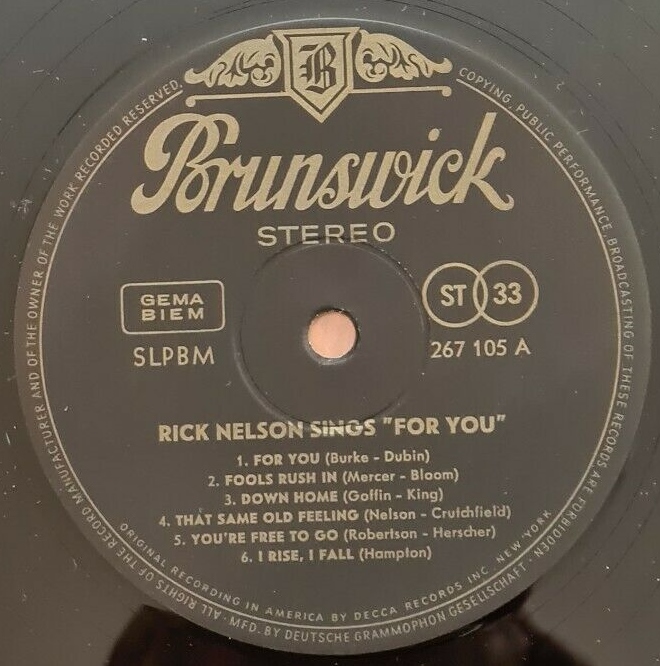 B
Brunswick
STEREO
GEMA
BIEM
ST 33
SLPBM
267 105 A
RICK NELSON SINGS "FOR YOU"
1. FOR YOU (Burke - Dubin)
2. FOOLS RUSH IN (Mercer - Bloom)
3. DOWN HOME (Goffin - King)
4. THAT SAME OLD FEELING (Nelson - Crutchfield)
5. YOU'RE FREE TO GO (Robertson - Herscher)
6. I RISE, I FALL (Hampton)
ORIGINAL RECORDING IN AMERICA BY DECCA RECORDS INC. NEW YORK
ALL RIGHTS OF THE RECORD MANUFACTURER AND OF THE OWNER OF THE WORK RECORDED RESERVED.
COPYING, PUBLIC PERFORMANCE, BROADCASTING OF THESE RECORDS ARE FORBIDDEN
· MFD. BY DEUTSCHE GRAMMOPHON GESELLSCHAFT ·